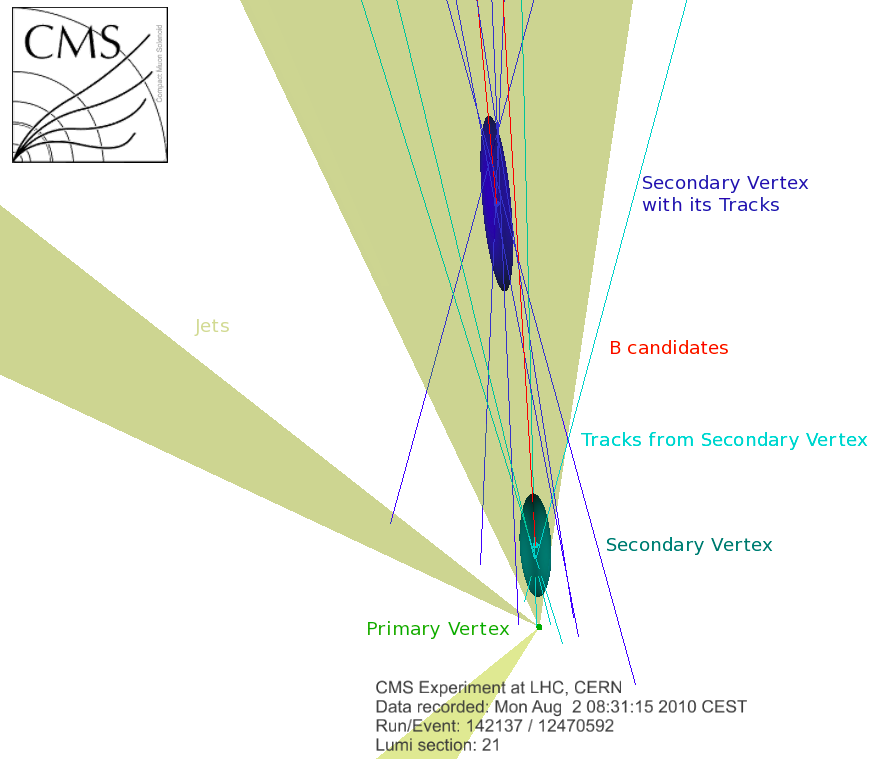 CMS
Compact Muon Solenoid
Secondary Vertex
with its Tracks
Jets
B candidates
Tracks from Secondary Vertex
Secondary Vertex
Primary Vertex
CMS Experiment at LHC, CERN
Data recorded: Mon Aug  2 08:31:15 2010 CEST
Run/Event: 142137 / 12470592
Lumi section: 21